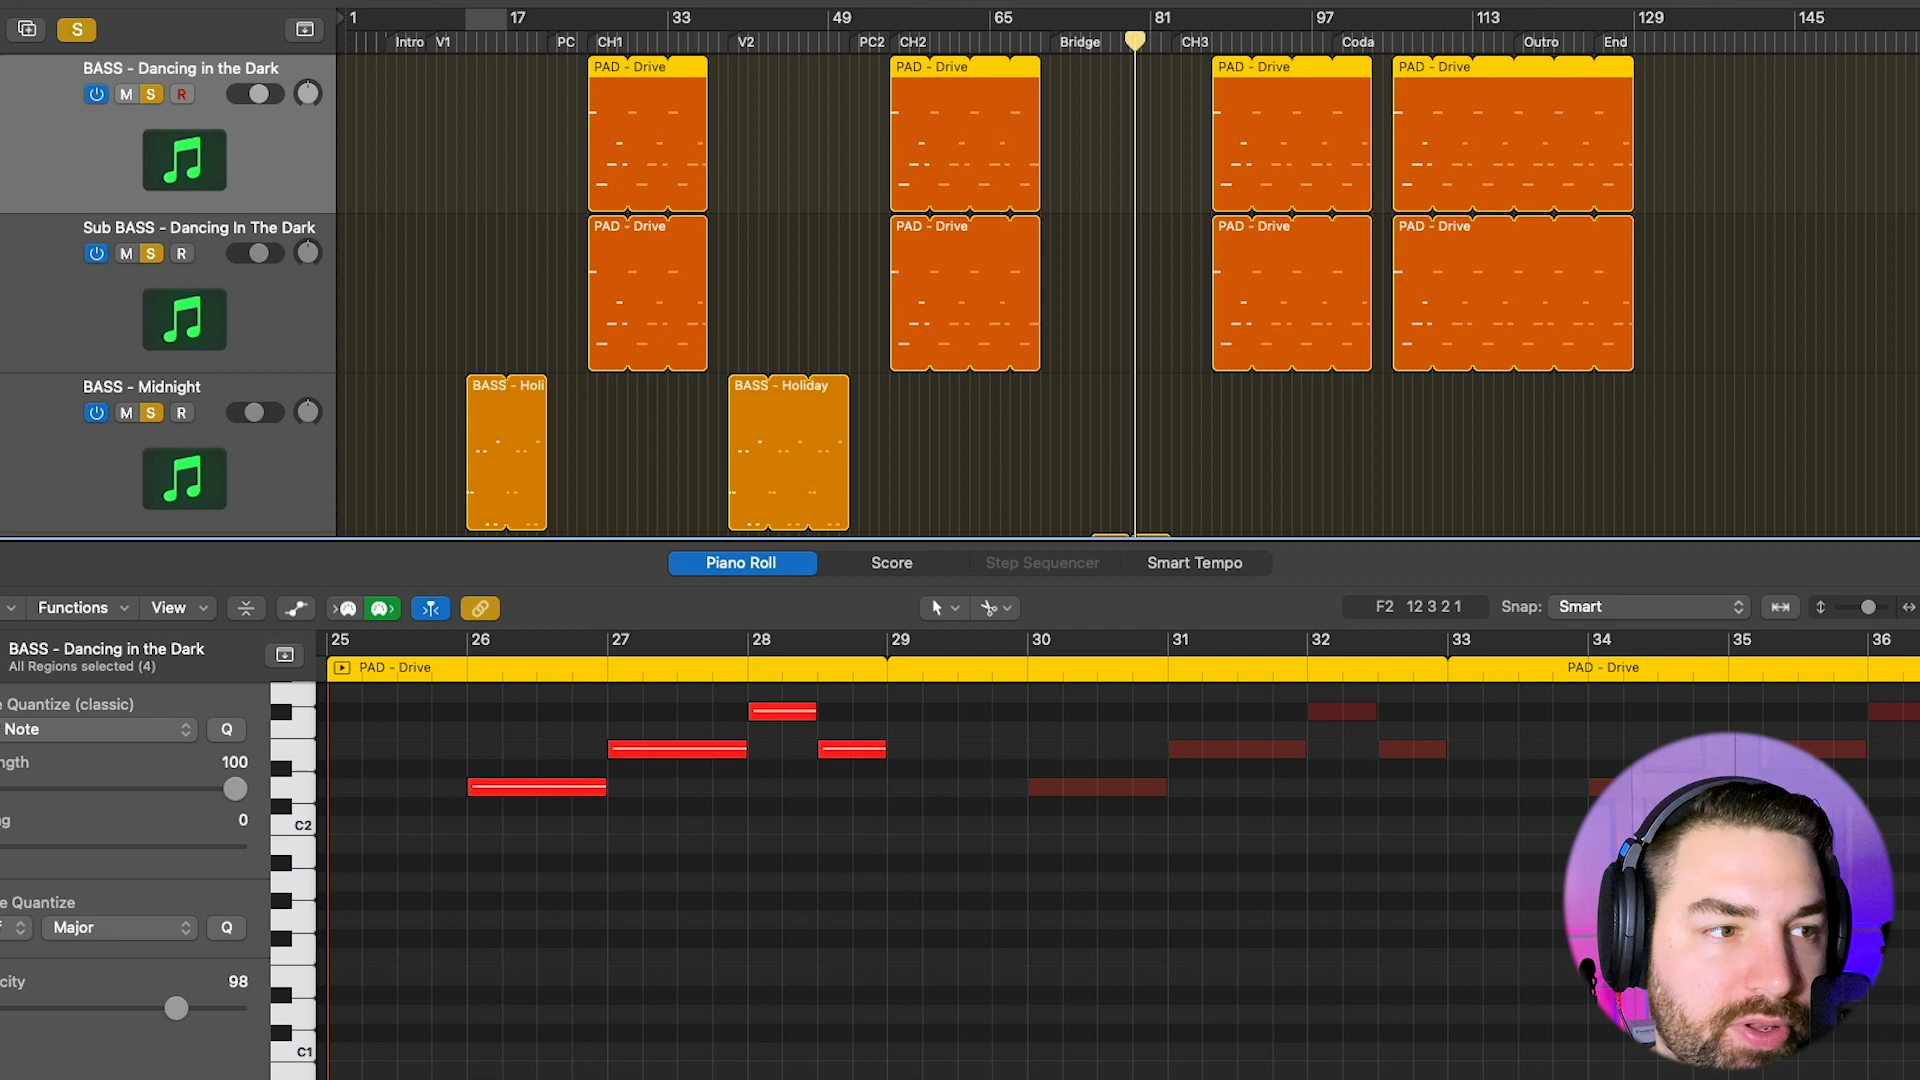 S
1 17 33 49 65 81 97 113 129 145
Intro V1 PC CH1 V2 PC2 CH2 Bridge CH3 Coda Outro End
BASS - Dancing in the Dark
M S R
PAD - Drive PAD - Drive PAD - Drive PAD - Drive
Sub BASS - Dancing In The Dark
M S R
PAD - Drive PAD - Drive PAD - Drive PAD - Drive
BASS - Midnight
M S R
BASS - Holi BASS - Holiday
Piano Roll Score Step Sequencer Smart Tempo
Functions View F2 12 3 2 1 Snap: Smart
25 26 27 28 29 30 31 32 33 34 35 36
BASS - Dancing in the Dark
All Regions selected (4)
PAD - Drive PAD - Drive
e Quantize (classic)
Note Q
ngth 100
g 0
C2
e Quantize
Major Q
city 98
C1